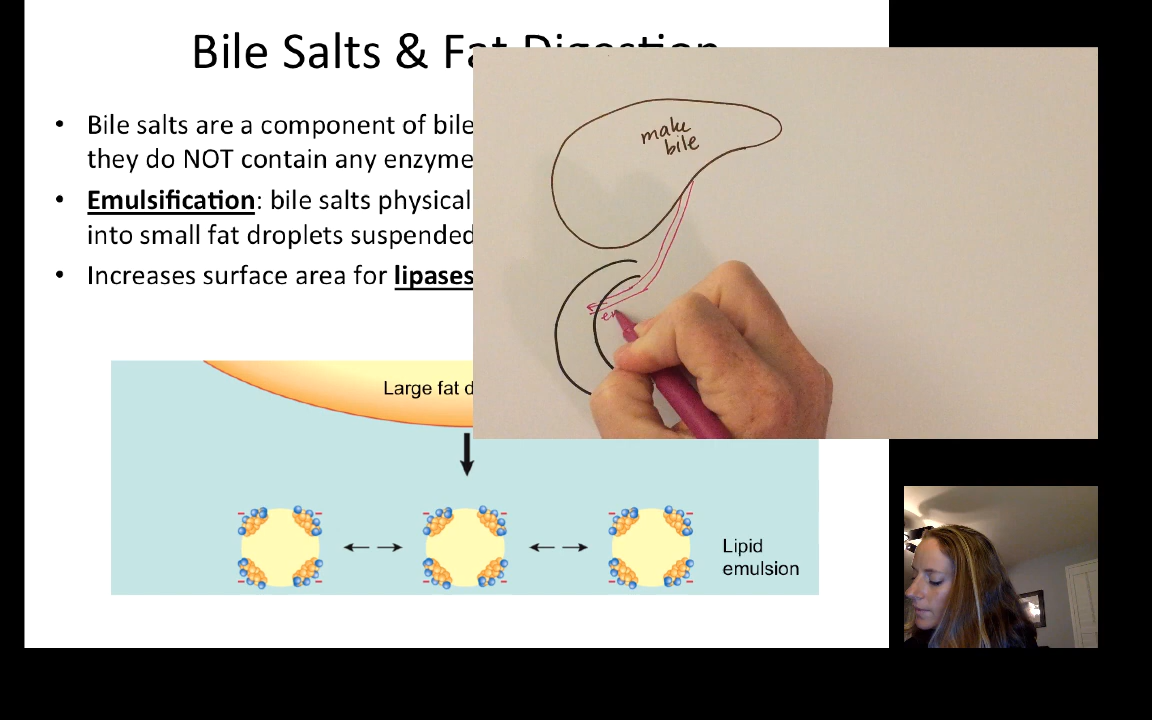 Bile Salts & Fat Digestion
• Bile salts are a component of bile
they do NOT contain any enzyme
• Emulsification: bile salts physical
into small fat droplets suspended
• Increases surface area for lipases
make
bile
em
Large fat d
Lipid
emulsion